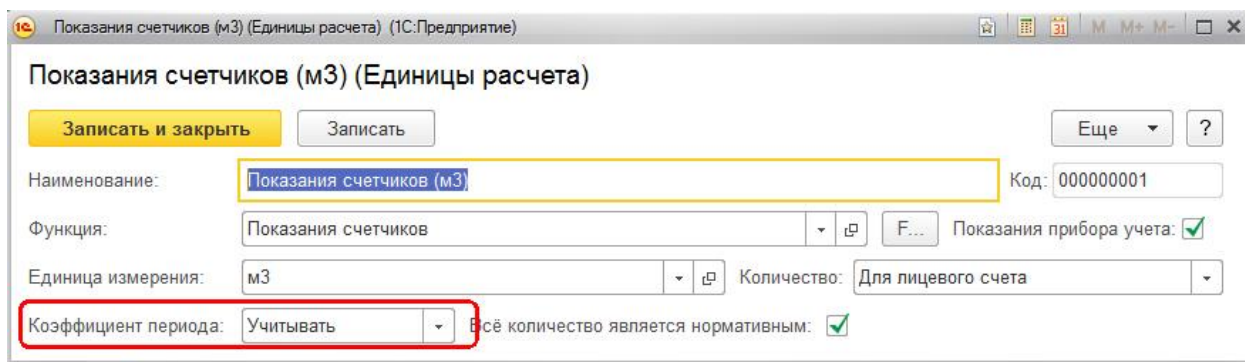 1С Показания счетчиков (м3) (Единицы расчета) (1С:Предприятие) 31 M M+ M-
Показания счетчиков (м3) (Единицы расчета)
Записать и закрыть Записать Еще ?
Наименование: Показания счетчиков (м3) Код: 000000001
Функция: Показания счетчиков F... Показания прибора учета:
Единица измерения: м3 Количество: Для лицевого счета
Коэффициент периода: Учитывать Всё количество является нормативным: